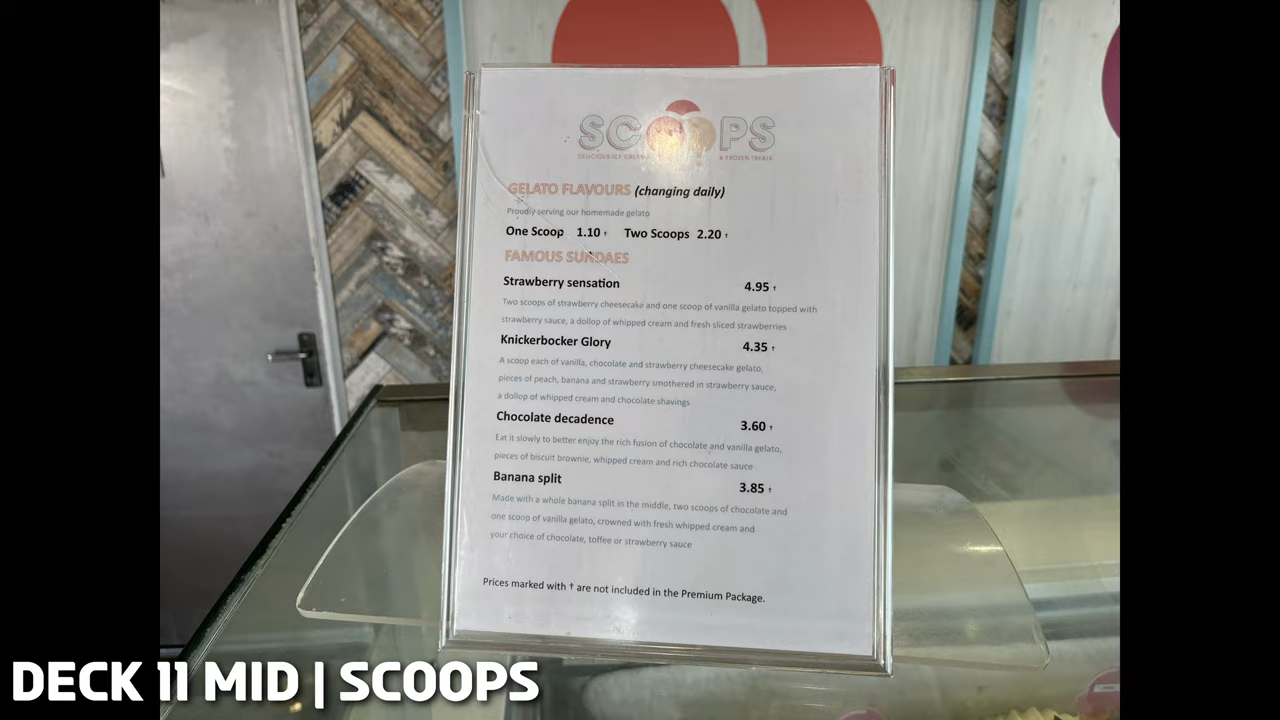 SCOOPS
DELICIOUS ICE CREAM & FROZEN TREATS
GELATO FLAVOURS (changing daily)
Proudly serving our homemade gelato
One Scoop 1.10 † Two Scoops 2.20 †
FAMOUS SUNDAES
Strawberry sensation 4.95 †
Two scoops of strawberry cheesecake and one scoop of vanilla gelato topped with
strawberry sauce, a dollop of whipped cream and fresh sliced strawberries
Knickerbocker Glory 4.35 †
A scoop each of vanilla, chocolate and strawberry cheesecake gelato,
pieces of peach, banana and strawberry smothered in strawberry sauce,
a dollop of whipped cream and chocolate shavings
Chocolate decadence 3.60 †
Eat it slowly to better enjoy the rich fusion of chocolate and vanilla gelato,
pieces of biscuit brownie, whipped cream and rich chocolate sauce
Banana split 3.85 †
Made with a whole banana split in the middle, two scoops of chocolate and
one scoop of vanilla gelato, crowned with fresh whipped cream and
your choice of chocolate, toffee or strawberry sauce
Prices marked with † are not included in the Premium Package.
DECK 11 MID | SCOOPS